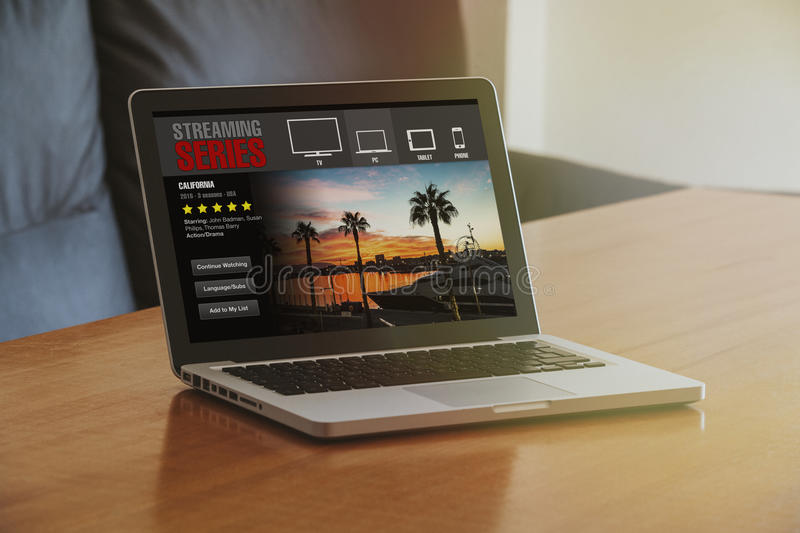 STREAMING
SERIES
TV
PC
TABLET
PHONE
CALIFORNIA
2016 - 3 seasons - USA
Starring: John Badman, Susan
Philips, Thomas Barry
Action/Drama
Continue Watching
Language/Subs
Add to My List
dreamstime